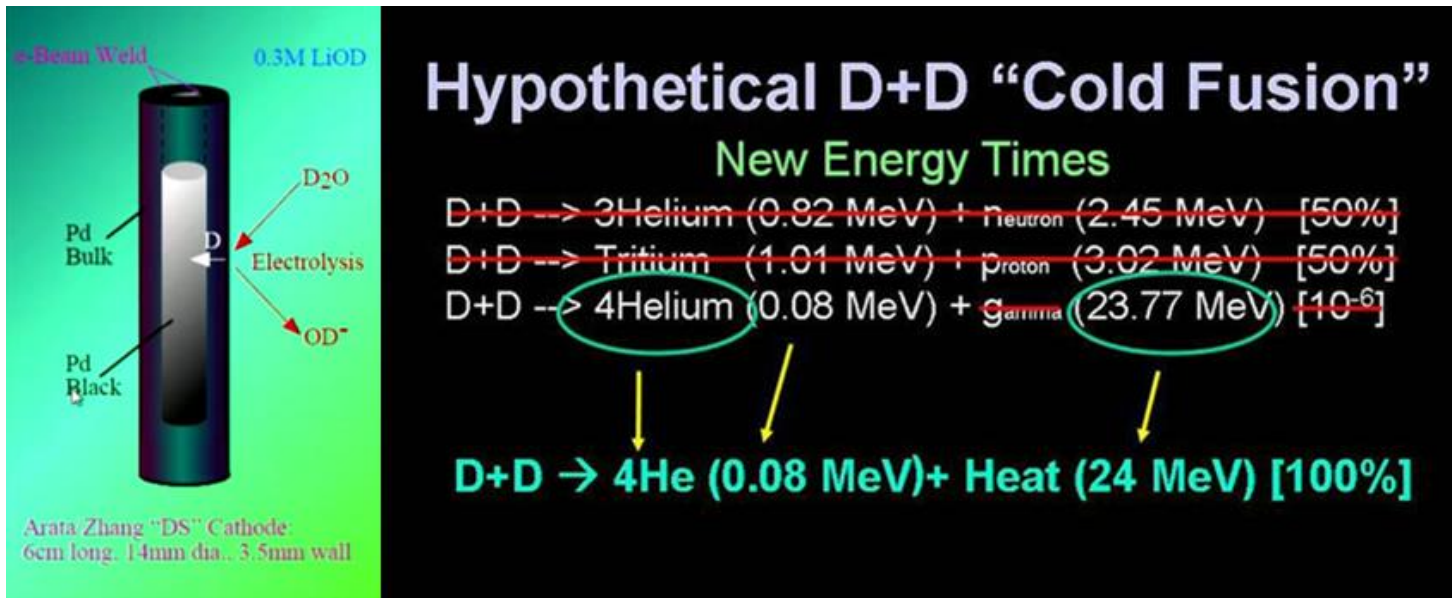 e-Beam Weld
0.3M LiOD
D2O
Pd
Bulk
D
Electrolysis
OD-
Pd
Black
Arata/Zhang "DS" Cathode:
6cm long, 14mm dia., 3.5mm wall
Hypothetical D+D “Cold Fusion”
New Energy Times
D+D --> 3Helium (0.82 MeV) + neutron (2.45 MeV) [50%]
D+D --> Tritium (1.01 MeV) + proton (3.02 MeV) [50%]
D+D --> 4Helium (0.08 MeV) + gamma (23.77 MeV) [10-6]
D+D → 4He (0.08 MeV)+ Heat (24 MeV) [100%]